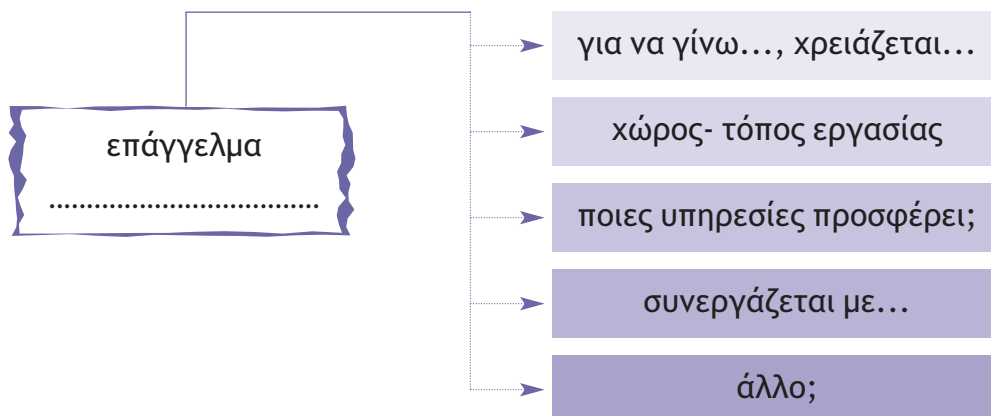 επάγγελμα
....................................
για να γίνω..., χρειάζεται...
χώρος- τόπος εργασίας
ποιες υπηρεσίες προσφέρει;
συνεργάζεται με...
άλλο;